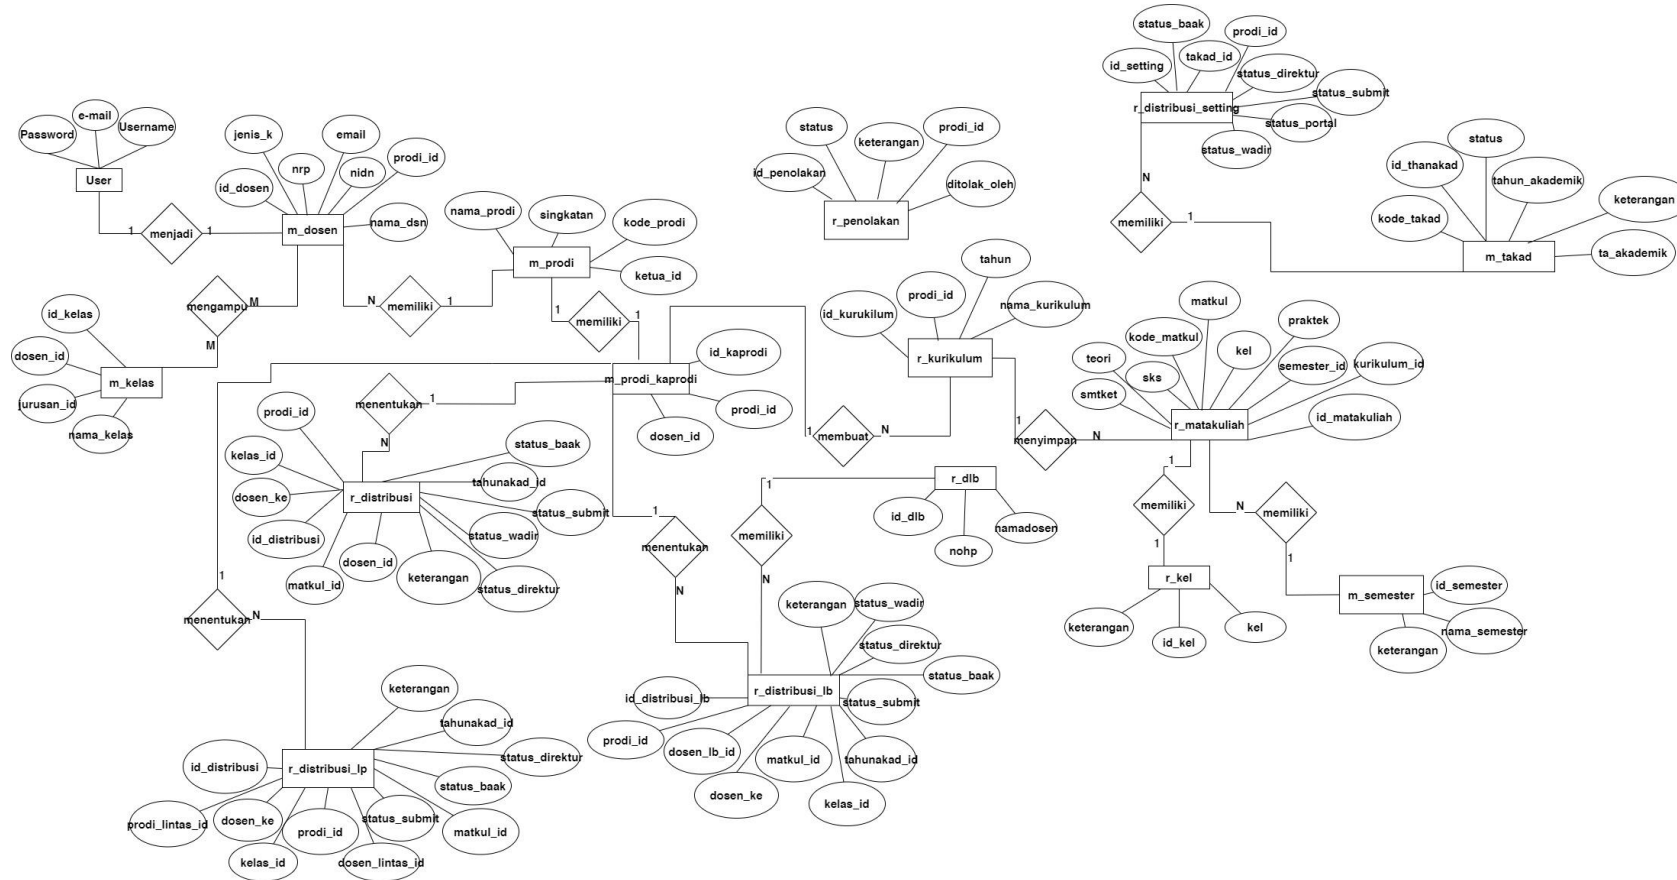 status_baak
prodi_id
takad_id
id_setting
status_direktur
status_submit
r_distribusi_setting
status_portal
status_wadir
e-mail
Password
Username
User
jenis_k
email
nrp
nidn
prodi_id
id_dosen
nama_dsn
m_dosen
1
menjadi
1
status
keterangan
prodi_id
id_penolakan
ditolak_oleh
r_penolakan
status
id_thanakad
tahun_akademik
keterangan
kode_takad
ta_akademik
m_takad
N
memiliki
1
nama_prodi
singkatan
kode_prodi
m_prodi
ketua_id
N
memiliki
1
1
memiliki
1
mengampu
M
M
id_kelas
dosen_id
m_kelas
jurusan_id
nama_kelas
tahun
prodi_id
nama_kurikulum
id_kurukilum
r_kurikulum
matkul
praktek
kode_matkul
kel
teori
sks
semester_id
kurikulum_id
smtket
id_matakuliah
r_matakuliah
id_kaprodi
m_prodi_kaprodi
prodi_id
dosen_id
menentukan
1
N
1
membuat
N
1
menyimpan
N
prodi_id
status_baak
kelas_id
tahunakad_id
dosen_ke
r_distribusi
status_submit
id_distribusi
status_wadir
dosen_id
matkul_id
keterangan
status_direktur
r_dlb
id_dlb
namadosen
nohp
1
memiliki
N
1
menentukan
N
1
memiliki
1
N
memiliki
1
r_kel
keterangan
id_kel
kel
m_semester
id_semester
nama_semester
keterangan
1
menentukan
N
keterangan
status_wadir
status_direktur
status_baak
id_distribusi_lb
r_distribusi_lb
status_submit
prodi_id
dosen_lb_id
matkul_id
tahunakad_id
dosen_ke
kelas_id
keterangan
tahunakad_id
id_distribusi
r_distribusi_lp
status_direktur
status_baak
prodi_lintas_id
dosen_ke
prodi_id
status_submit
matkul_id
kelas_id
dosen_lintas_id